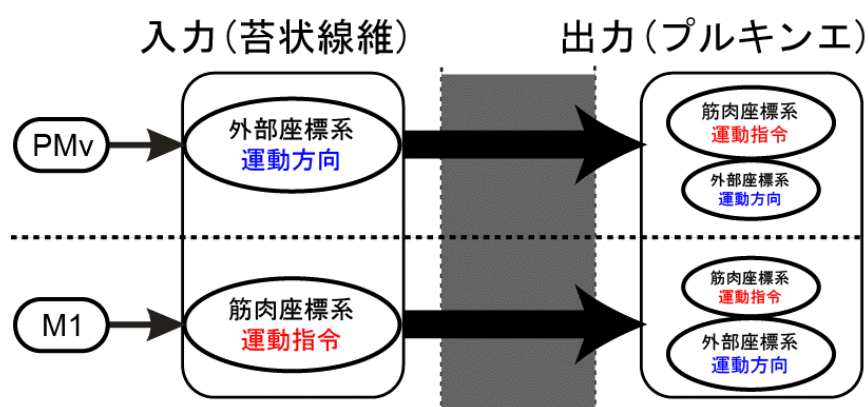 入力(苔状線維)
出力(プルキンエ)
PMv
外部座標系
運動方向
筋肉座標系
運動指令
外部座標系
運動方向
M1
筋肉座標系
運動指令
筋肉座標系
運動指令
外部座標系
運動方向